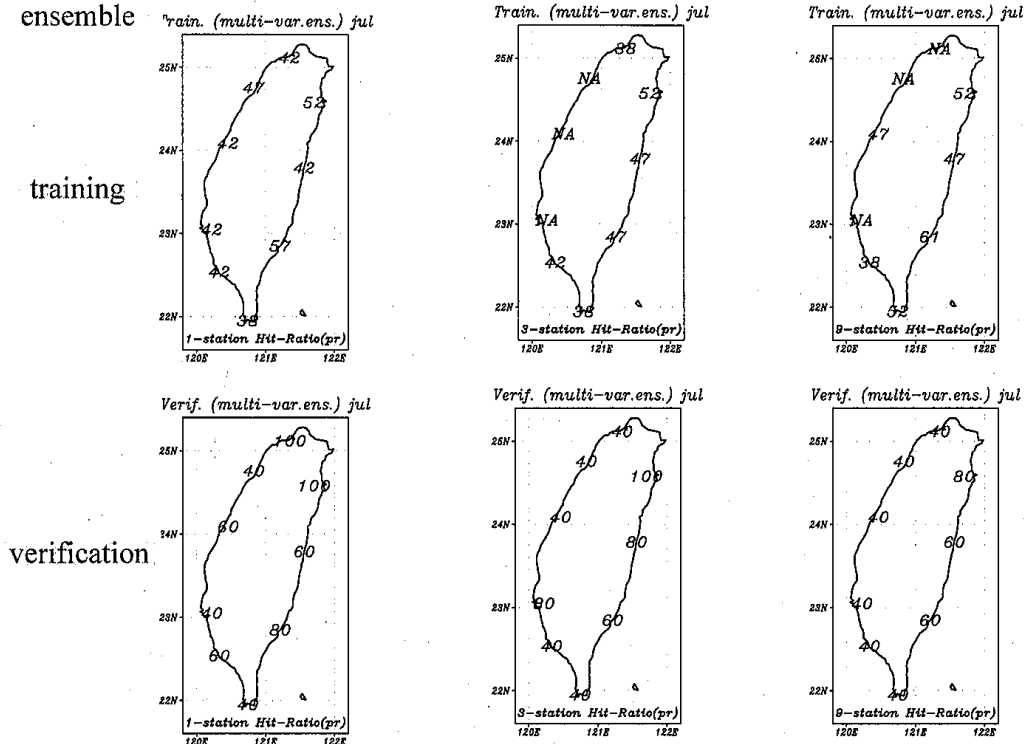 ensemble
Train. (multi-var.ens.) jul
25N
24N
23N
22N
42
47
52
42
42
42
57
42
38
1-station Hit-Ratio(pr)
120E 121E 122E
Train. (multi-var.ens.) jul
25N
24N
23N
22N
38
NA
52
NA
47
NA
47
42
38
3-station Hit-Ratio(pr)
120E 121E 122E
Train. (multi-var.ens.) jul
25N
24N
23N
22N
NA
NA
52
47
47
NA
61
38
52
9-station Hit-Ratio(pr)
120E 121E 122E
training
Verif. (multi-var.ens.) jul
25N
24N
23N
22N
100
40
100
60
60
40
80
60
40
1-station Hit-Ratio(pr)
120E 121E 122E
Verif. (multi-var.ens.) jul
25N
24N
23N
22N
40
40
100
40
80
80
60
40
40
3-station Hit-Ratio(pr)
120E 121E 122E
Verif. (multi-var.ens.) jul
25N
24N
23N
22N
40
40
80
40
60
40
60
40
40
9-station Hit-Ratio(pr)
120E 121E 122E
verification